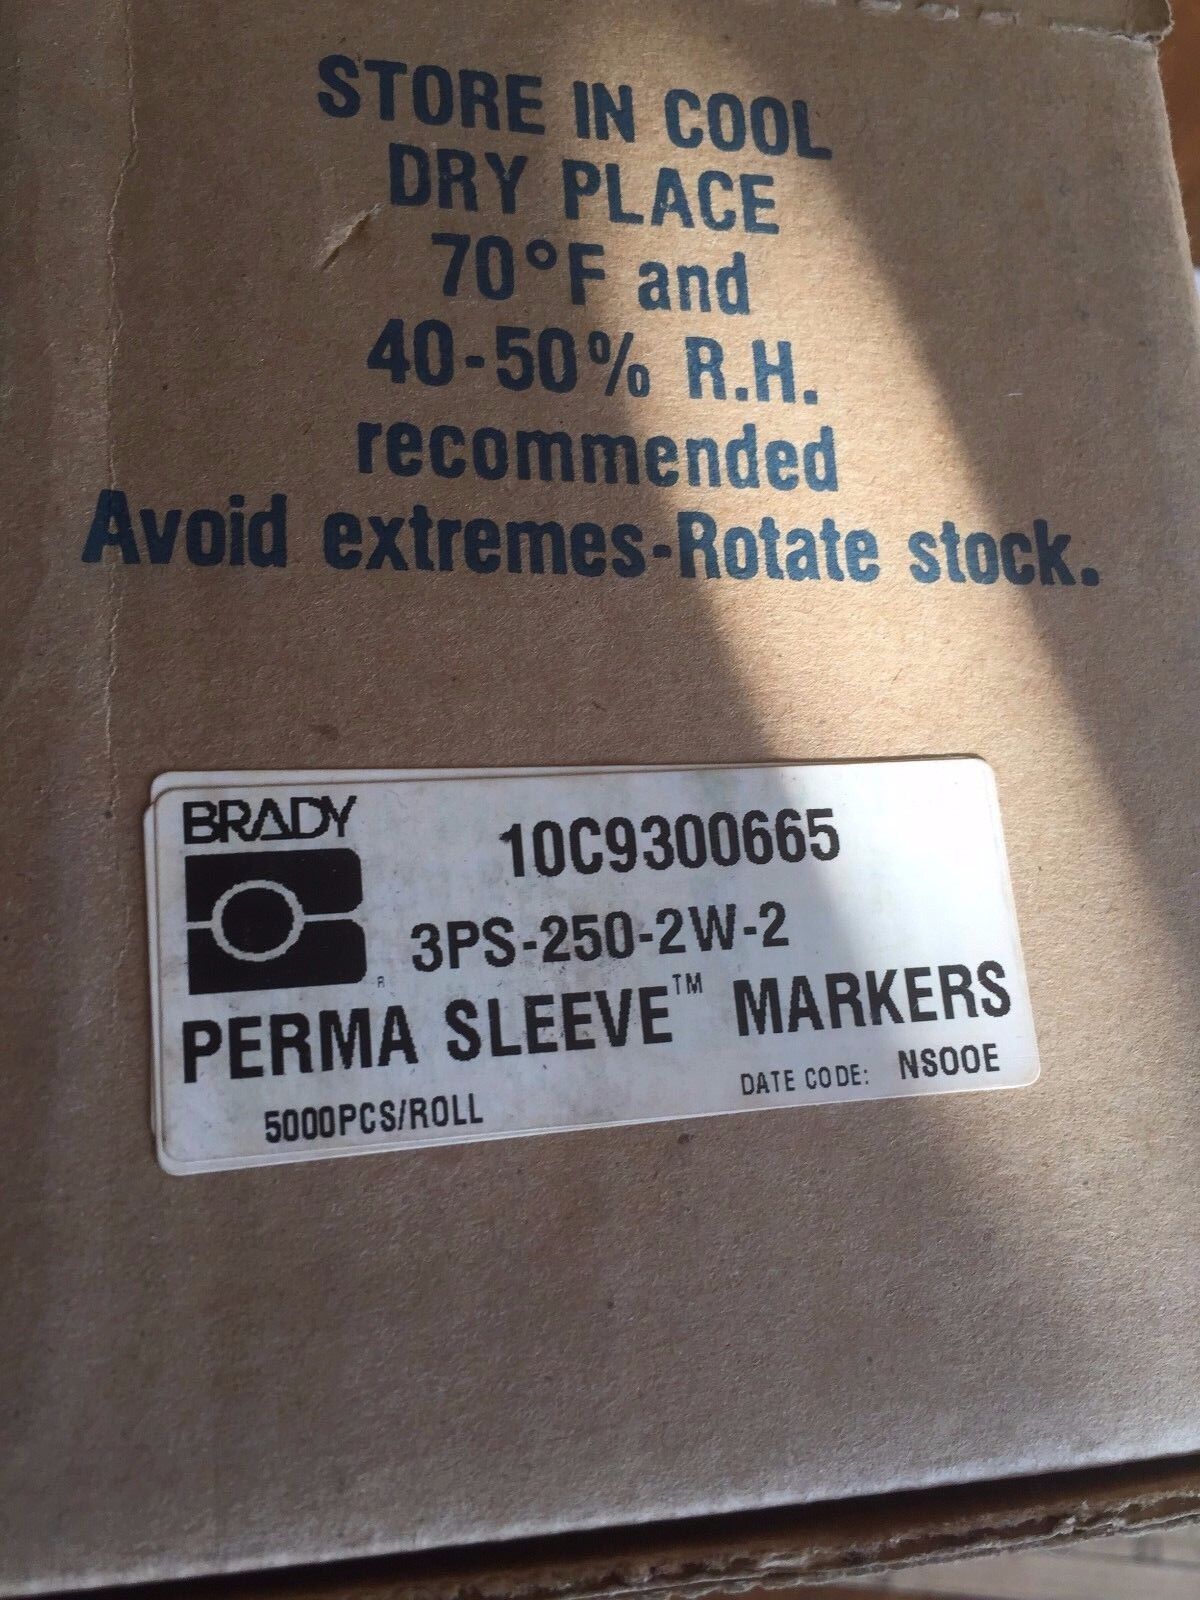 STORE IN COOL
DRY PLACE
70°F and
40-50% R.H.
recommended
Avoid extremes-Rotate stock.
BRADY
10C9300665
3PS-250-2W-2
R
PERMA SLEEVE™ MARKERS
5000PCS/ROLL
DATE CODE: NS00E